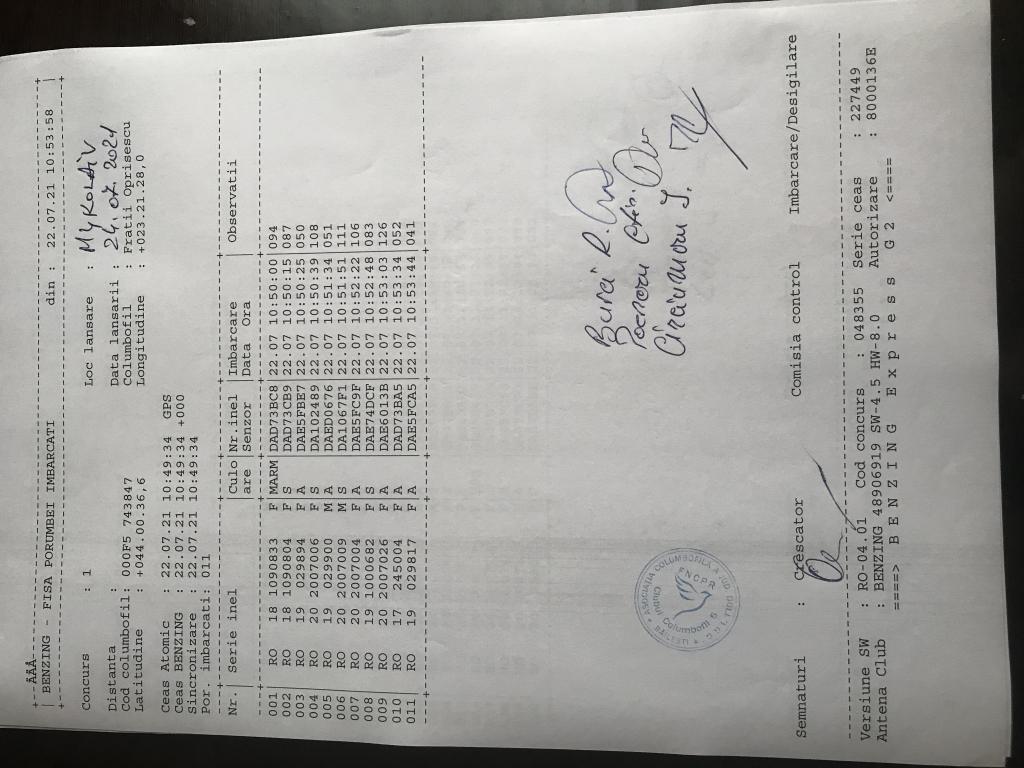 +--ÄÄÅ-----------------------------------------------------------------------+
| BENZING - FISA PORUMBEI IMBARCATI          din :  22.07.21 10:53:58    |
+----------------------------------------------------------------------------+
Concurs        : 1                         Loc lansare    : MYKOLAIV
Distanta       :                           Data lansarii  : 24.07.2021
Cod columbofil: 000F5 743847               Columbofil     : Fratii Oprisescu
Latitudine     : +044.00.36,6              Longitudine    : +023.21.28,0
Ceas Atomic    : 22.07.21 10:49:34  GPS
Ceas BENZING   : 22.07.21 10:49:34 +000
Sincronizare   : 22.07.21 10:49:34
Por. imbarcati: 011
Nr. | Serie inel | Culo | Nr.inel | Imbarcare | Observatii
are | Senzor | Data Ora |
001 | RO 18 1090833 F | MARM | DAD73BC8 | 22.07 10:50:00 | 094
002 | RO 18 1090804 F | S | DAD73CB9 | 22.07 10:50:15 | 087
003 | RO 19 029894 F | A | DAE5FBE7 | 22.07 10:50:25 | 050
004 | RO 20 2007006 F | S | DA102489 | 22.07 10:50:39 | 108
005 | RO 19 029900 M | A | DAED0676 | 22.07 10:51:34 | 051
006 | RO 20 2007009 M | S | DA1067F1 | 22.07 10:51:51 | 111
007 | RO 20 2007004 F | A | DAE5FC9F | 22.07 10:52:22 | 106
008 | RO 19 1000682 F | S | DAE74DCF | 22.07 10:52:48 | 083
009 | RO 20 2007026 F | A | DAE6013B | 22.07 10:53:03 | 126
010 | RO 17 245004 F | A | DAD73BA5 | 22.07 10:53:34 | 052
011 | RO 19 029817 F | A | DAE5FCA5 | 22.07 10:53:44 | 041
R.
ASOCIATIA COLUMBOFILA A JUD DOLJ
FNCPR
Clubul Columbofil
Semnaturi      :  Crescator      Comisia control      Imbarcare/Desigilare
Versiune SW    : RO-04.01  Cod concurs   : 048355  Serie ceas   : 227449
Antena Club    : BENZING 48906919 SW-4.5 HW-8.0   Autorizare   : 8000136E
====> B E N Z I N G  E x p r e s s  G 2 <====